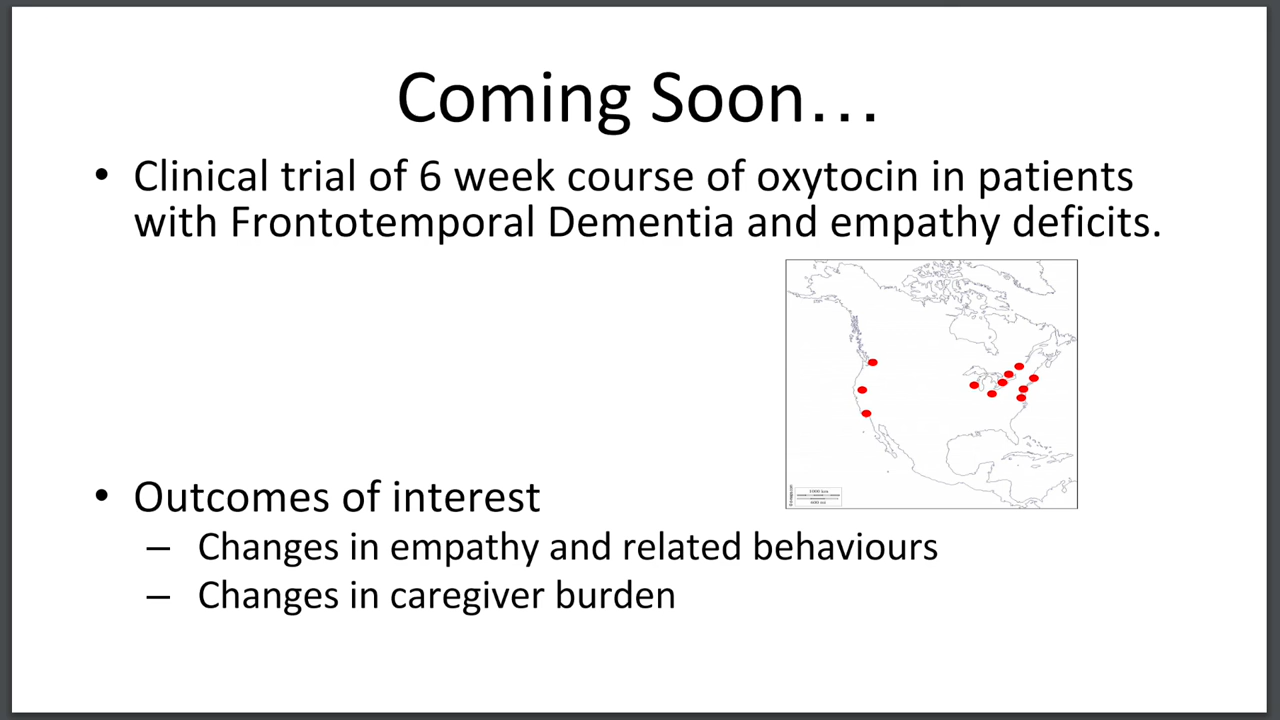 Coming Soon…
• Clinical trial of 6 week course of oxytocin in patients
with Frontotemporal Dementia and empathy deficits.
• Outcomes of interest
– Changes in empathy and related behaviours
– Changes in caregiver burden